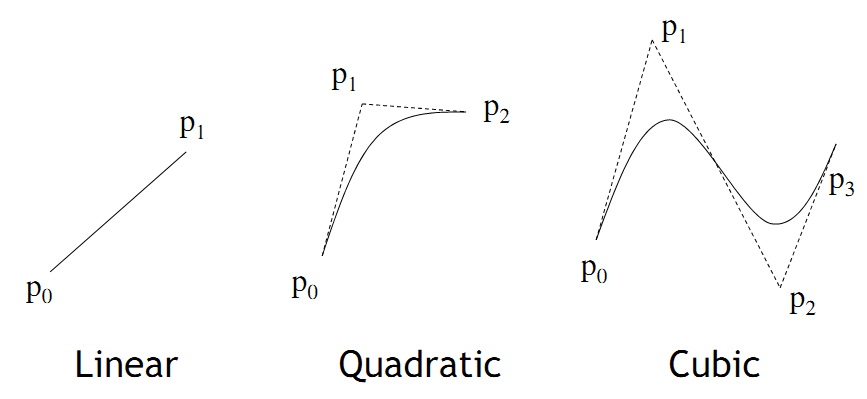 p₁
p₀
Linear
p₁
p₂
p₀
Quadratic
p₁
p₃
p₀
p₂
Cubic